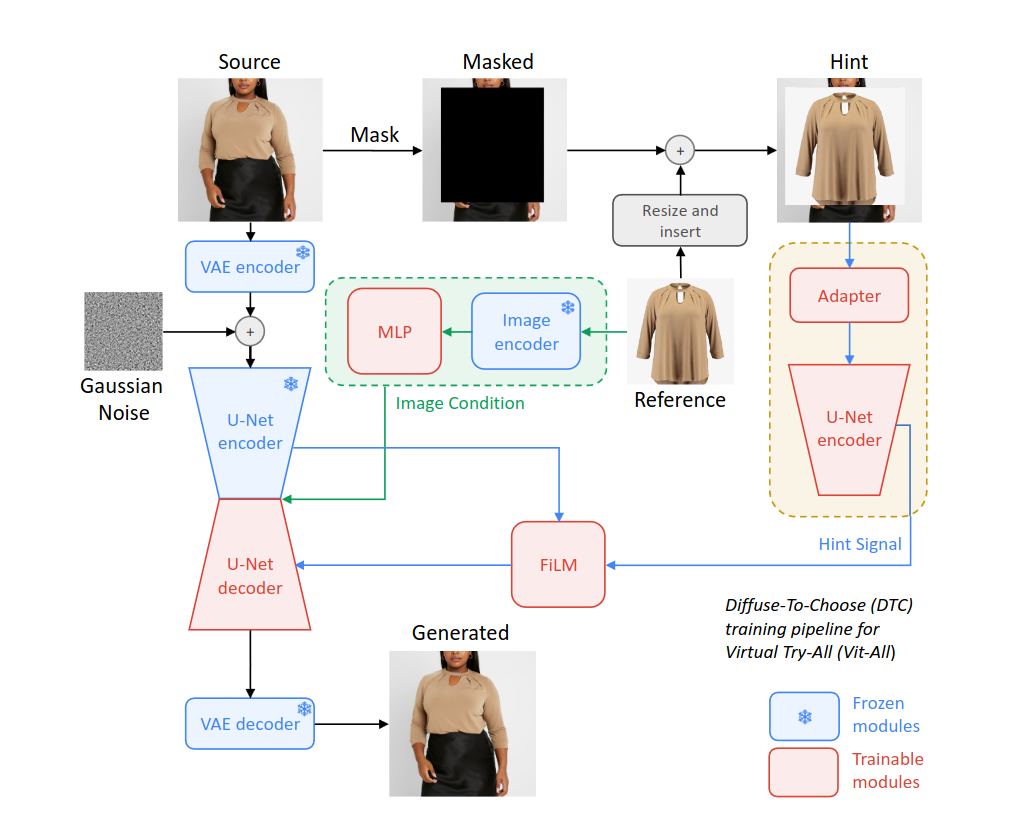 Source
Masked
Hint
Mask
+
Resize and
insert
VAE encoder
Adapter
MLP
Image
encoder
+
Gaussian
Noise
Image Condition
Reference
U-Net
encoder
U-Net
encoder
Hint Signal
U-Net
decoder
FiLM
Diffuse-To-Choose (DTC)
training pipeline for
Virtual Try-All (Vit-All)
Generated
VAE decoder
Frozen
modules
Trainable
modules